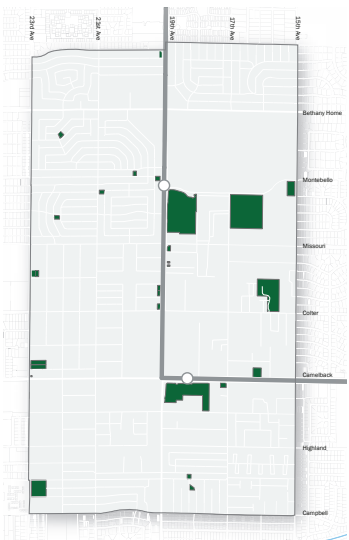 23rd Ave
21st Ave
19th Ave
17th Ave
15th Ave
Bethany Home
Montebello
Missouri
Colter
Camelback
Highland
Campbell